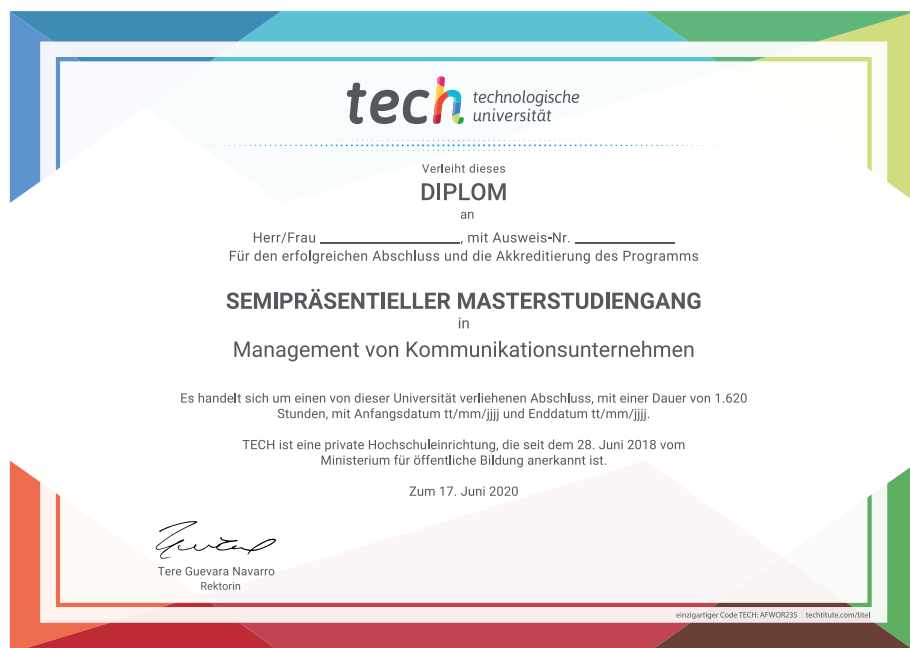 tech technologische
universität
Verleiht dieses
DIPLOM
an
Herr/Frau ____________________, mit Ausweis-Nr. ______________
Für den erfolgreichen Abschluss und die Akkreditierung des Programms
SEMIPRÄSENTIELLER MASTERSTUDIENGANG
in
Management von Kommunikationsunternehmen
Es handelt sich um einen von dieser Universität verliehenen Abschluss, mit einer Dauer von 1.620
Stunden, mit Anfangsdatum tt/mm/jjjj und Enddatum tt/mm/jjjj.
TECH ist eine private Hochschuleinrichtung, die seit dem 28. Juni 2018 vom
Ministerium für öffentliche Bildung anerkannt ist.
Zum 17. Juni 2020
Tere Guevara Navarro
Rektorin
einzigartiger Code TECH: AFWOR23S techtitute.com/titel